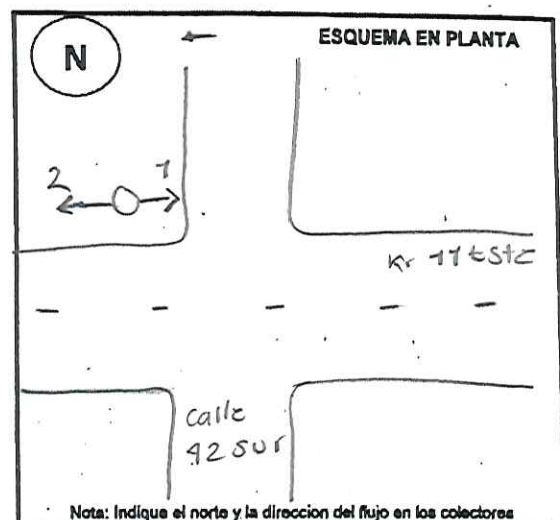 N
ESQUEMA EN PLANTA
2
1
Kr 11 Este
Calle
42 sur
Nota: Indique el norte y la direccion del flujo en los colectores